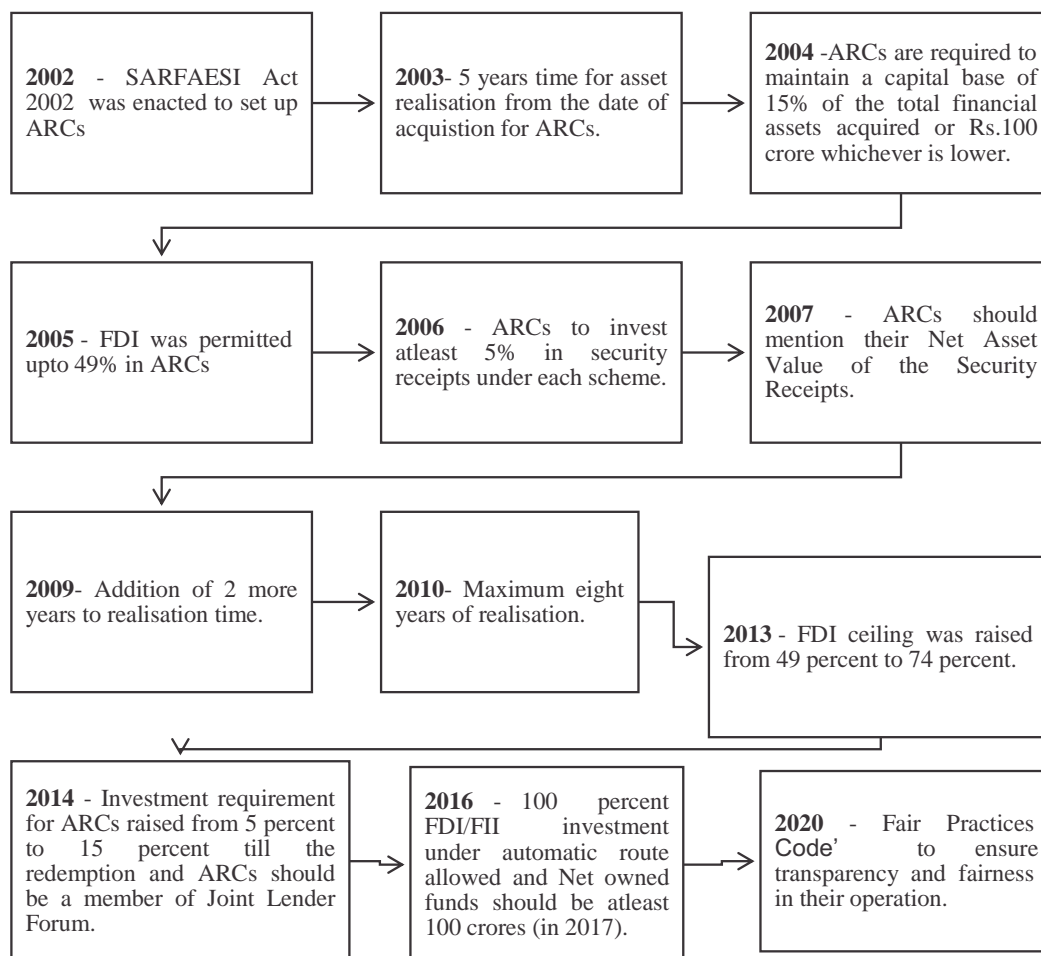 2002 - SARFAESI Act
2002 was enacted to set up
ARCs
2003- 5 years time for asset
realisation from the date of
acquistion for ARCs.
2004 -ARCs are required to
maintain a capital base of
15% of the total financial
assets acquired or Rs.100
crore whichever is lower.
2005 - FDI was permitted
upto 49% in ARCs
2006 - ARCs to invest
atleast 5% in security
receipts under each scheme.
2007 - ARCs should
mention their Net Asset
Value of the Security
Receipts.
2009- Addition of 2 more
years to realisation time.
2010- Maximum eight
years of realisation.
2013 - FDI ceiling was raised
from 49 percent to 74 percent.
2014 - Investment requirement
for ARCs raised from 5 percent
to 15 percent till the
redemption and ARCs should
be a member of Joint Lender
Forum.
2016 - 100 percent
FDI/FII investment
under automatic route
allowed and Net owned
funds should be atleast
100 crores (in 2017).
2020 - Fair Practices
Code’ to ensure
transparency and fairness
in their operation.